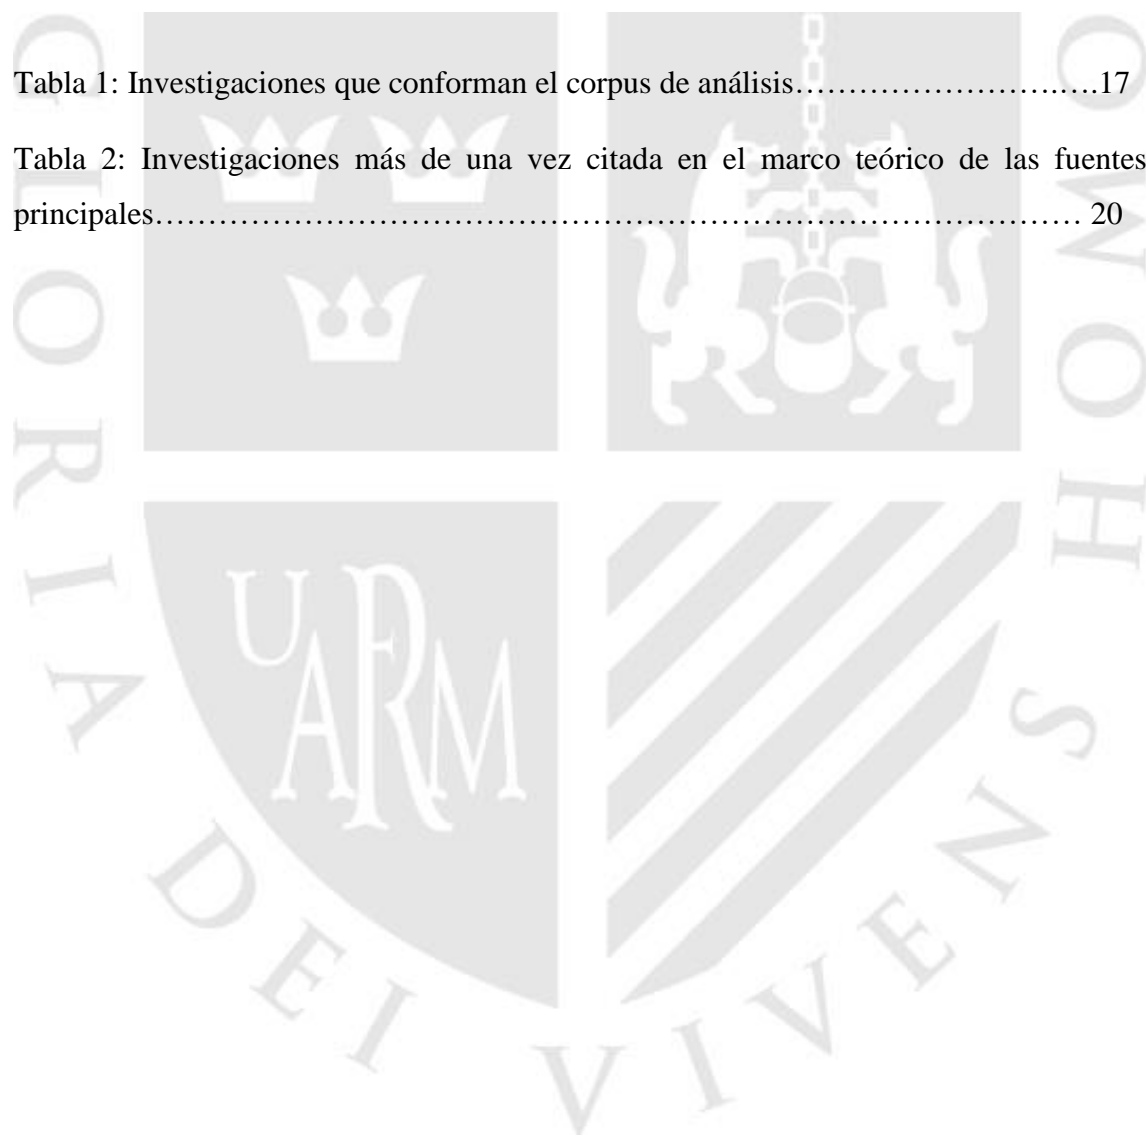 Tabla 1: Investigaciones que conforman el corpus de análisis…………………….….17
Tabla 2: Investigaciones más de una vez citada en el marco teórico de las fuentes
principales…………………………………………………………………………… 20
GLORIA DEI VIVENS HOMO
UARM